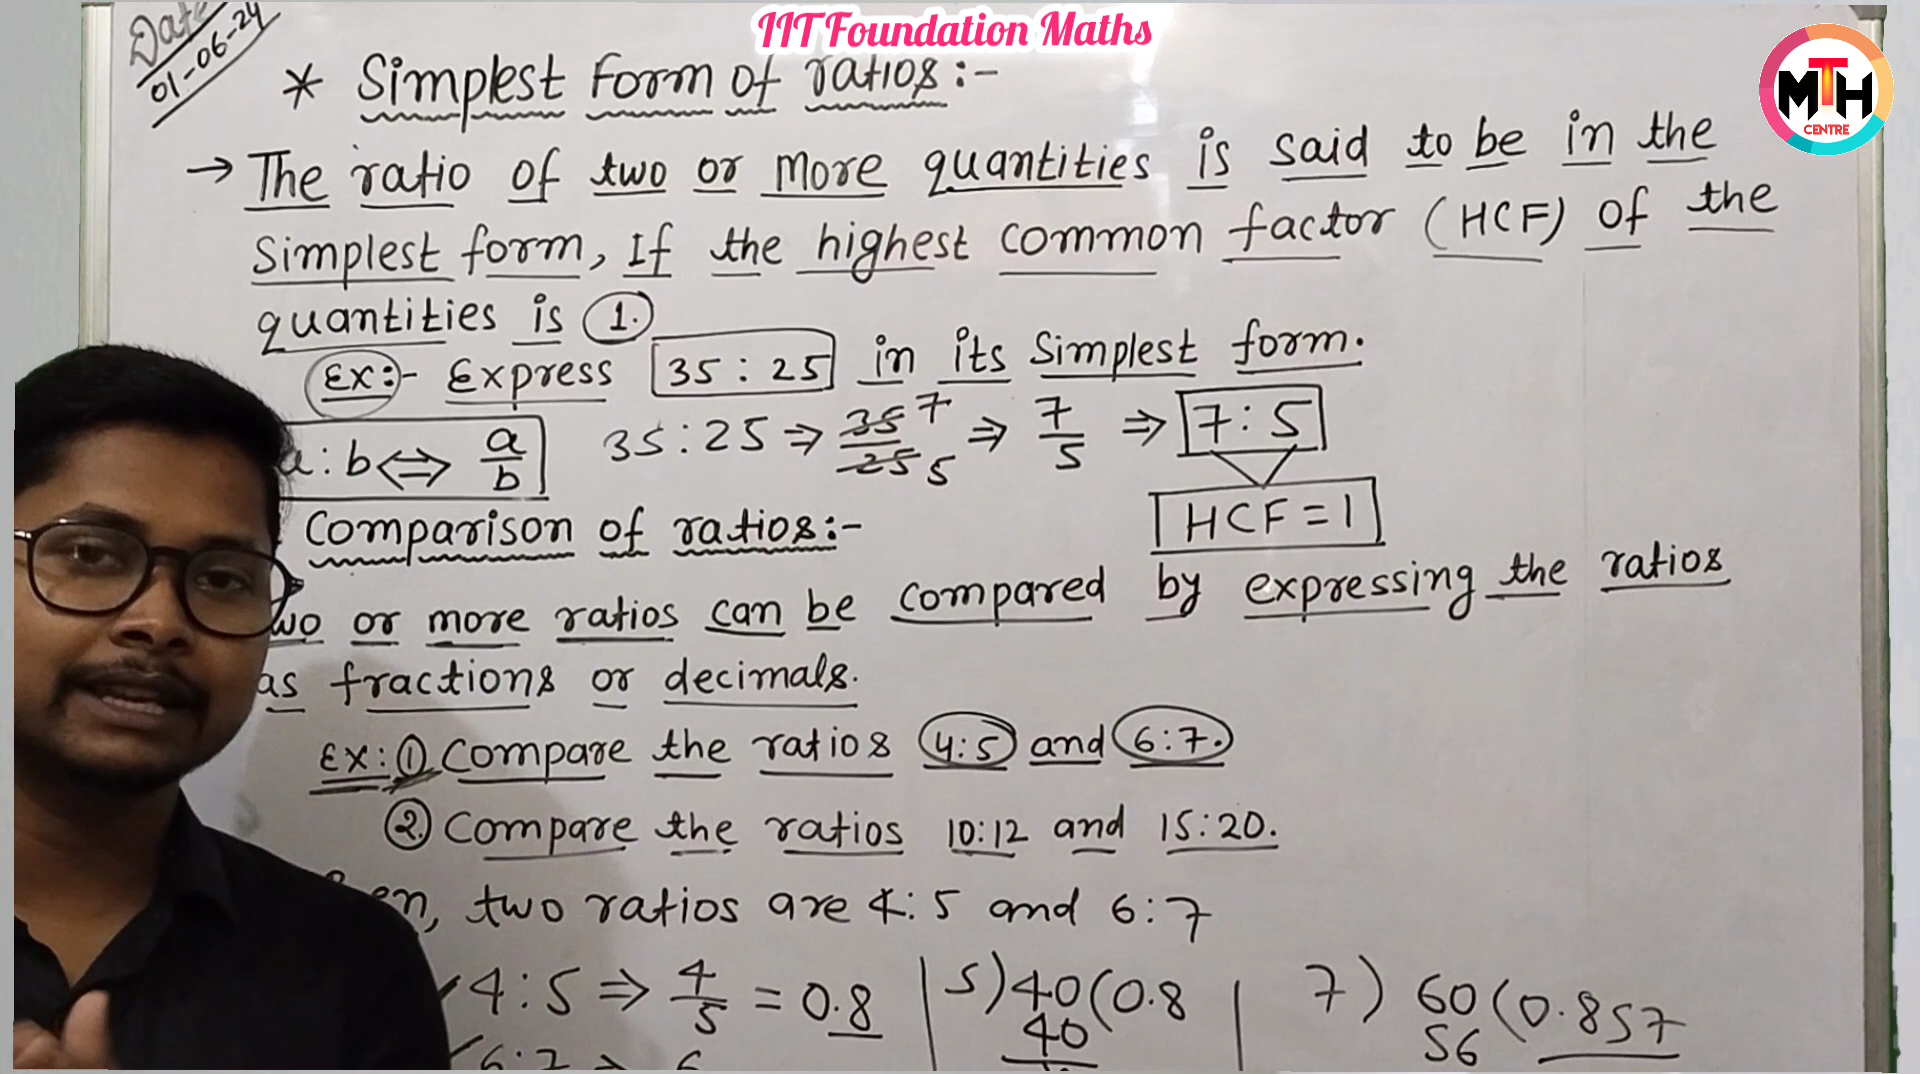 IIT Foundation Maths
MTH
CENTRE
Date
01-06-24
* Simplest form of ratios:-
→ The ratio of two or more quantities is said to be in the
Simplest form, If the highest common factor (HCF) of the
quantities is 1.
Ex:- Express 35 : 25 in its simplest form.
a : b ⇔ a/b
35 : 25 ⇒ 35/25 7/5 ⇒ 7/5 ⇒ 7 : 5
HCF = 1
Comparison of ratios:-
or more ratios can be compared by expressing the ratios
as fractions or decimals.
Ex: ① Compare the ratios 4:5 and 6:7.
② Compare the ratios 10:12 and 15:20.
two ratios are 4:5 and 6:7
4 : 5 ⇒ 4/5 = 0.8 | 5) 40 (0.8 | 7) 60 (0.857
40 56
6:7 ⇒ 6